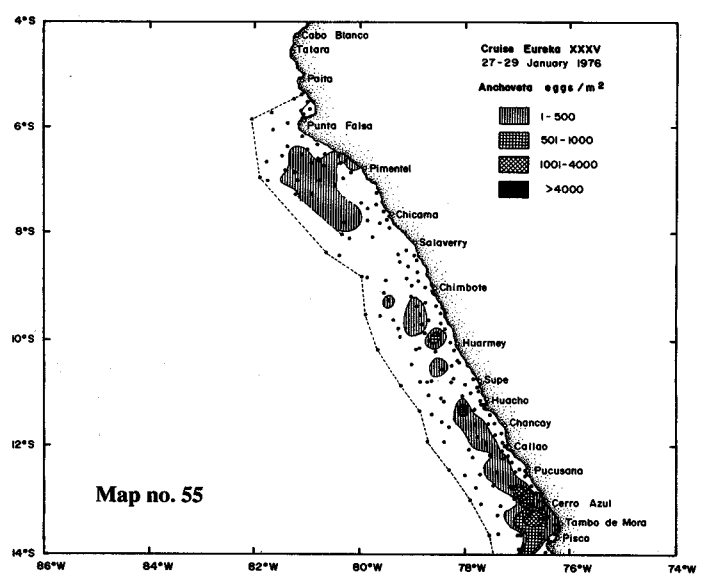 4°S
Cabo Blanco
Talara
Cruise Eureka XXXV
27-29 January 1976
Paita
Anchoveta eggs/m2
1-500
6°S
Punta Falsa
501-1000
1001-4000
Pimentel
>4000
Chicama
8°S
Salaverry
Chimbote
10°S
Huarmey
Supe
Huacho
Chancay
12°S
Callao
Pucusana
Map no. 55
Cerro Azul
Tambo de Mora
Pisco
14°S
86°W
84°W
82°W
80°W
78°W
76°W
74°W